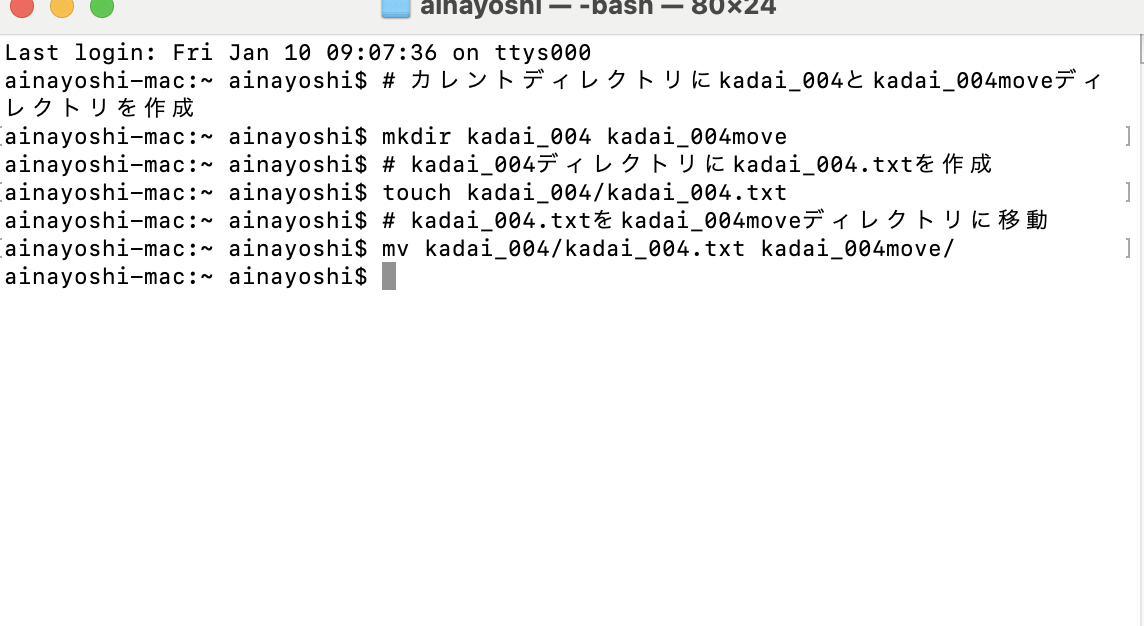 ainayoshi — -bash — 80×24
Last login: Fri Jan 10 09:07:36 on ttys000
ainayoshi-mac:~ ainayoshi$ # カレントディレクトリにkadai_004とkadai_004moveディ
レクトリを作成
[ainayoshi-mac:~ ainayoshi$ mkdir kadai_004 kadai_004move ]
ainayoshi-mac:~ ainayoshi$ # kadai_004ディレクトリにkadai_004.txtを作成
[ainayoshi-mac:~ ainayoshi$ touch kadai_004/kadai_004.txt ]
ainayoshi-mac:~ ainayoshi$ # kadai_004.txtをkadai_004moveディレクトリに移動
[ainayoshi-mac:~ ainayoshi$ mv kadai_004/kadai_004.txt kadai_004move/ ]
ainayoshi-mac:~ ainayoshi$